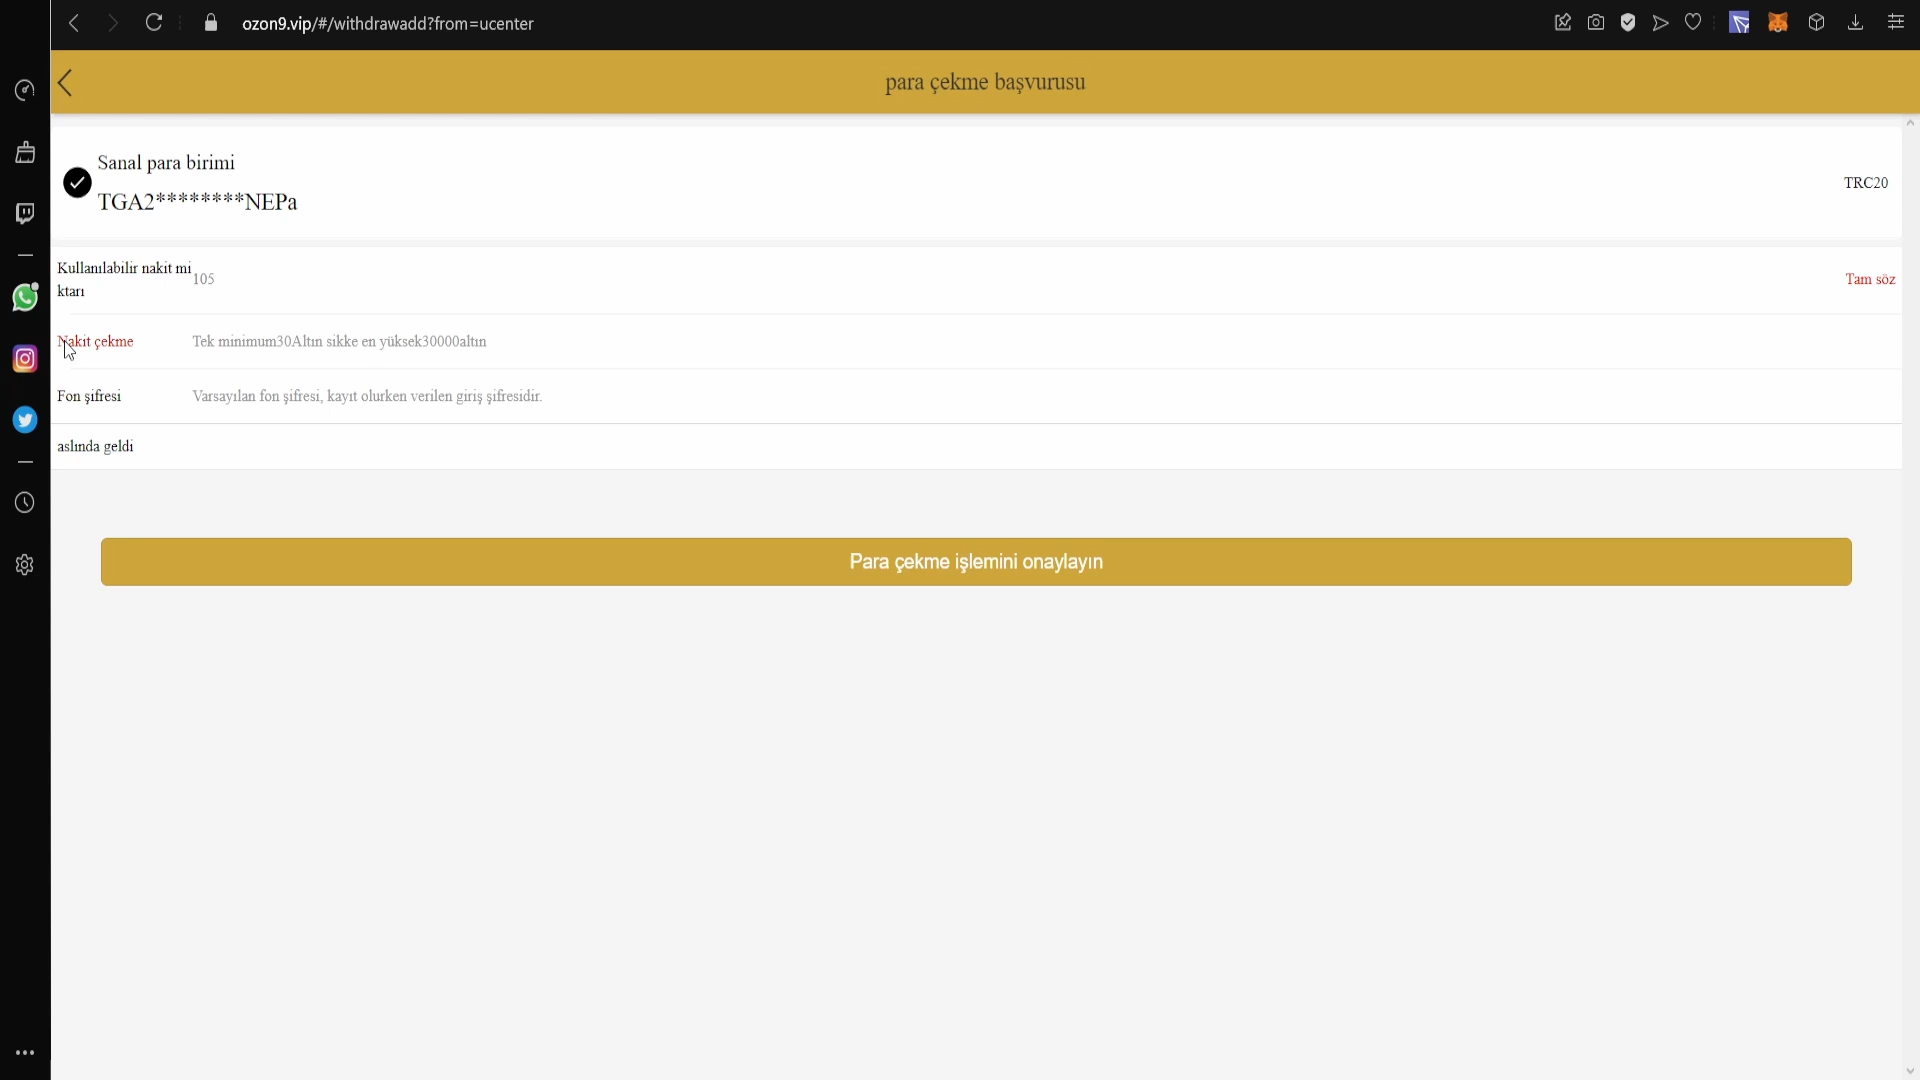 ozon9.vip/#/withdrawadd?from=ucenter
para çekme başvurusu
Sanal para birimi
TGA2********NEPa
TRC20
Kullanılabilir nakit mi
ktarı
105
Tam söz
Nakit çekme
Tek minimum30Altın sikke en yüksek30000altın
Fon şifresi
Varsayılan fon şifresi, kayıt olurken verilen giriş şifresidir.
aslında geldi
Para çekme işlemini onaylayın